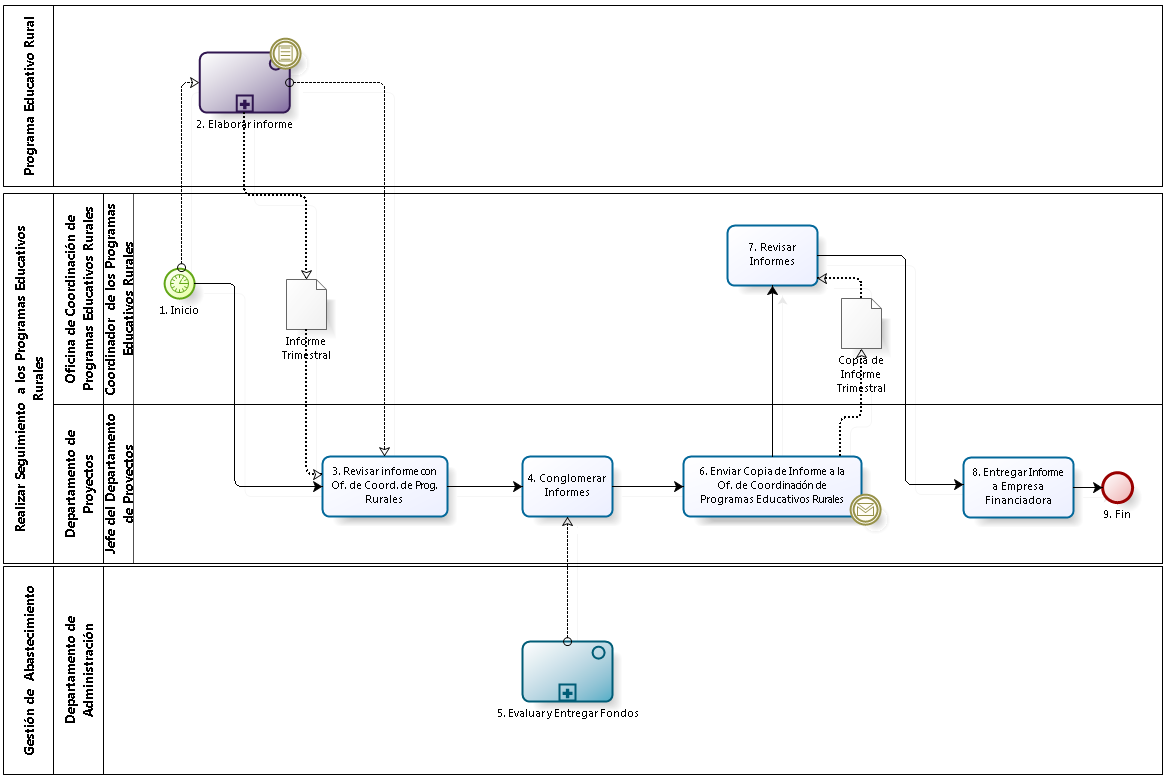 Programa Educativo Rural
2. Elaborar informe
Realizar Seguimiento a los Programas Educativos
Rurales
Oficina de Coordinación de
Programas Educativos Rurales
Coordinador de los Programas
Educativos Rurales
1. Inicio
Informe
Trimestral
7. Revisar
Informes
Copia de
Informe
Trimestral
Departamento de
Proyectos
Jefe del Departamento
de Proyectos
3. Revisar informe con
Of. de Coord. de Prog.
Rurales
4. Conglomerar
Informes
6. Enviar Copia de Informe a la
Of. de Coordinación de
Programas Educativos Rurales
8. Entregar Informe
a Empresa
Financiadora
9. Fin
Gestión de Abastecimiento
Departamento de
Administración
5. Evaluar y Entregar Fondos